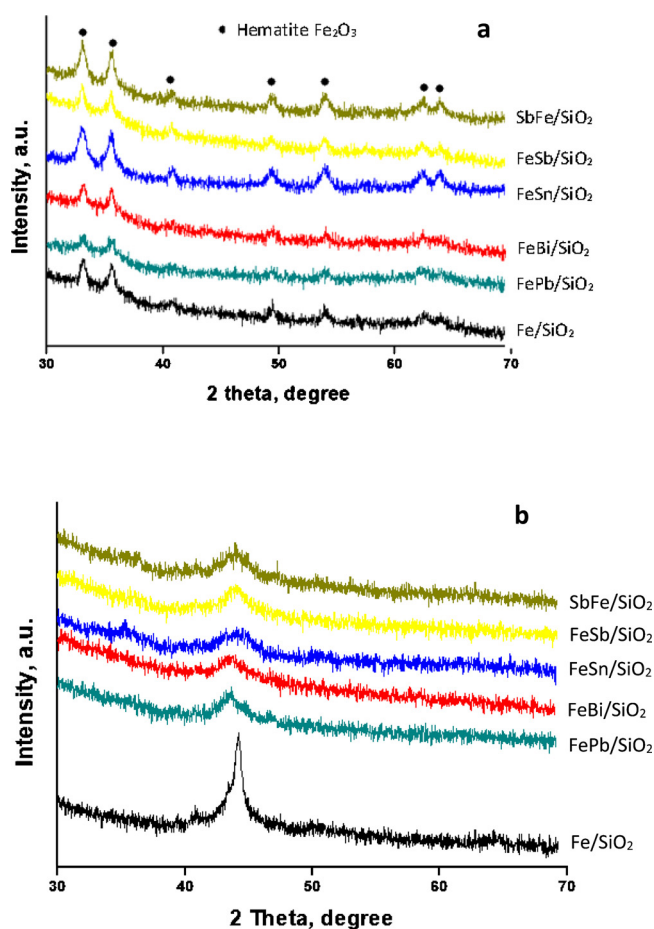 a
● Hematite Fe₂O₃
SbFe/SiO₂
FeSb/SiO₂
FeSn/SiO₂
FeBi/SiO₂
FePb/SiO₂
Fe/SiO₂
Intensity, a.u.
30 40 50 60 70
2 theta, degree
b
SbFe/SiO₂
FeSb/SiO₂
FeSn/SiO₂
FeBi/SiO₂
FePb/SiO₂
Fe/SiO₂
Intensity, a.u.
30 40 50 60 70
2 Theta, degree